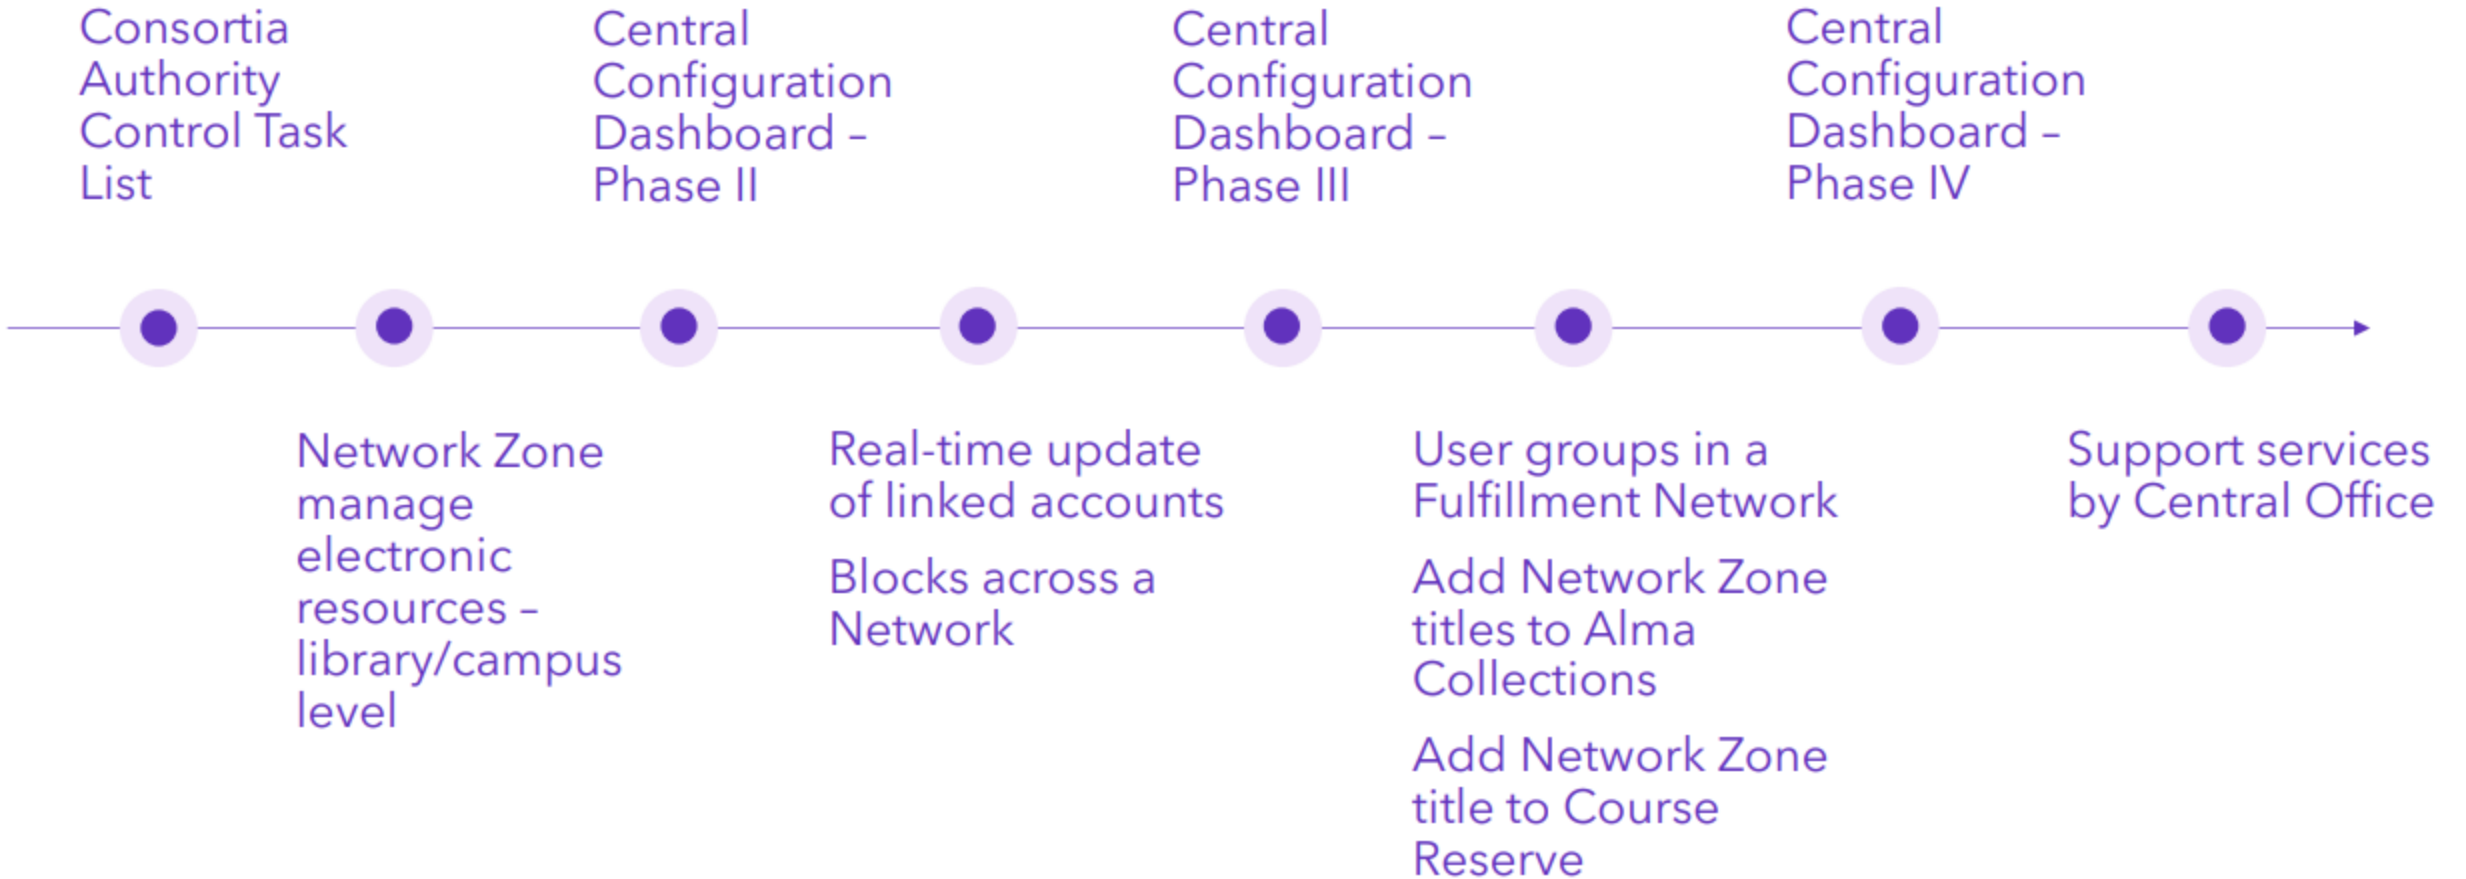 Consortia
Authority
Control Task
List
Network Zone
manage
electronic
resources –
library/campus
level
Central
Configuration
Dashboard –
Phase II
Real-time update
of linked accounts
Blocks across a
Network
Central
Configuration
Dashboard –
Phase III
User groups in a
Fulfillment Network
Add Network Zone
titles to Alma
Collections
Add Network Zone
title to Course
Reserve
Central
Configuration
Dashboard –
Phase IV
Support services
by Central Office